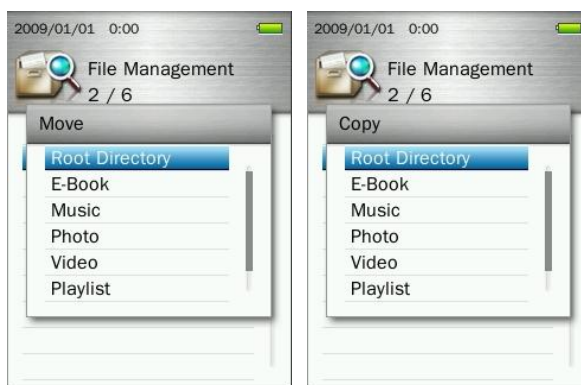 2009/01/01 0:00
File Management
2 / 6
Move
Root Directory
E-Book
Music
Photo
Video
Playlist
2009/01/01 0:00
File Management
2 / 6
Copy
Root Directory
E-Book
Music
Photo
Video
Playlist